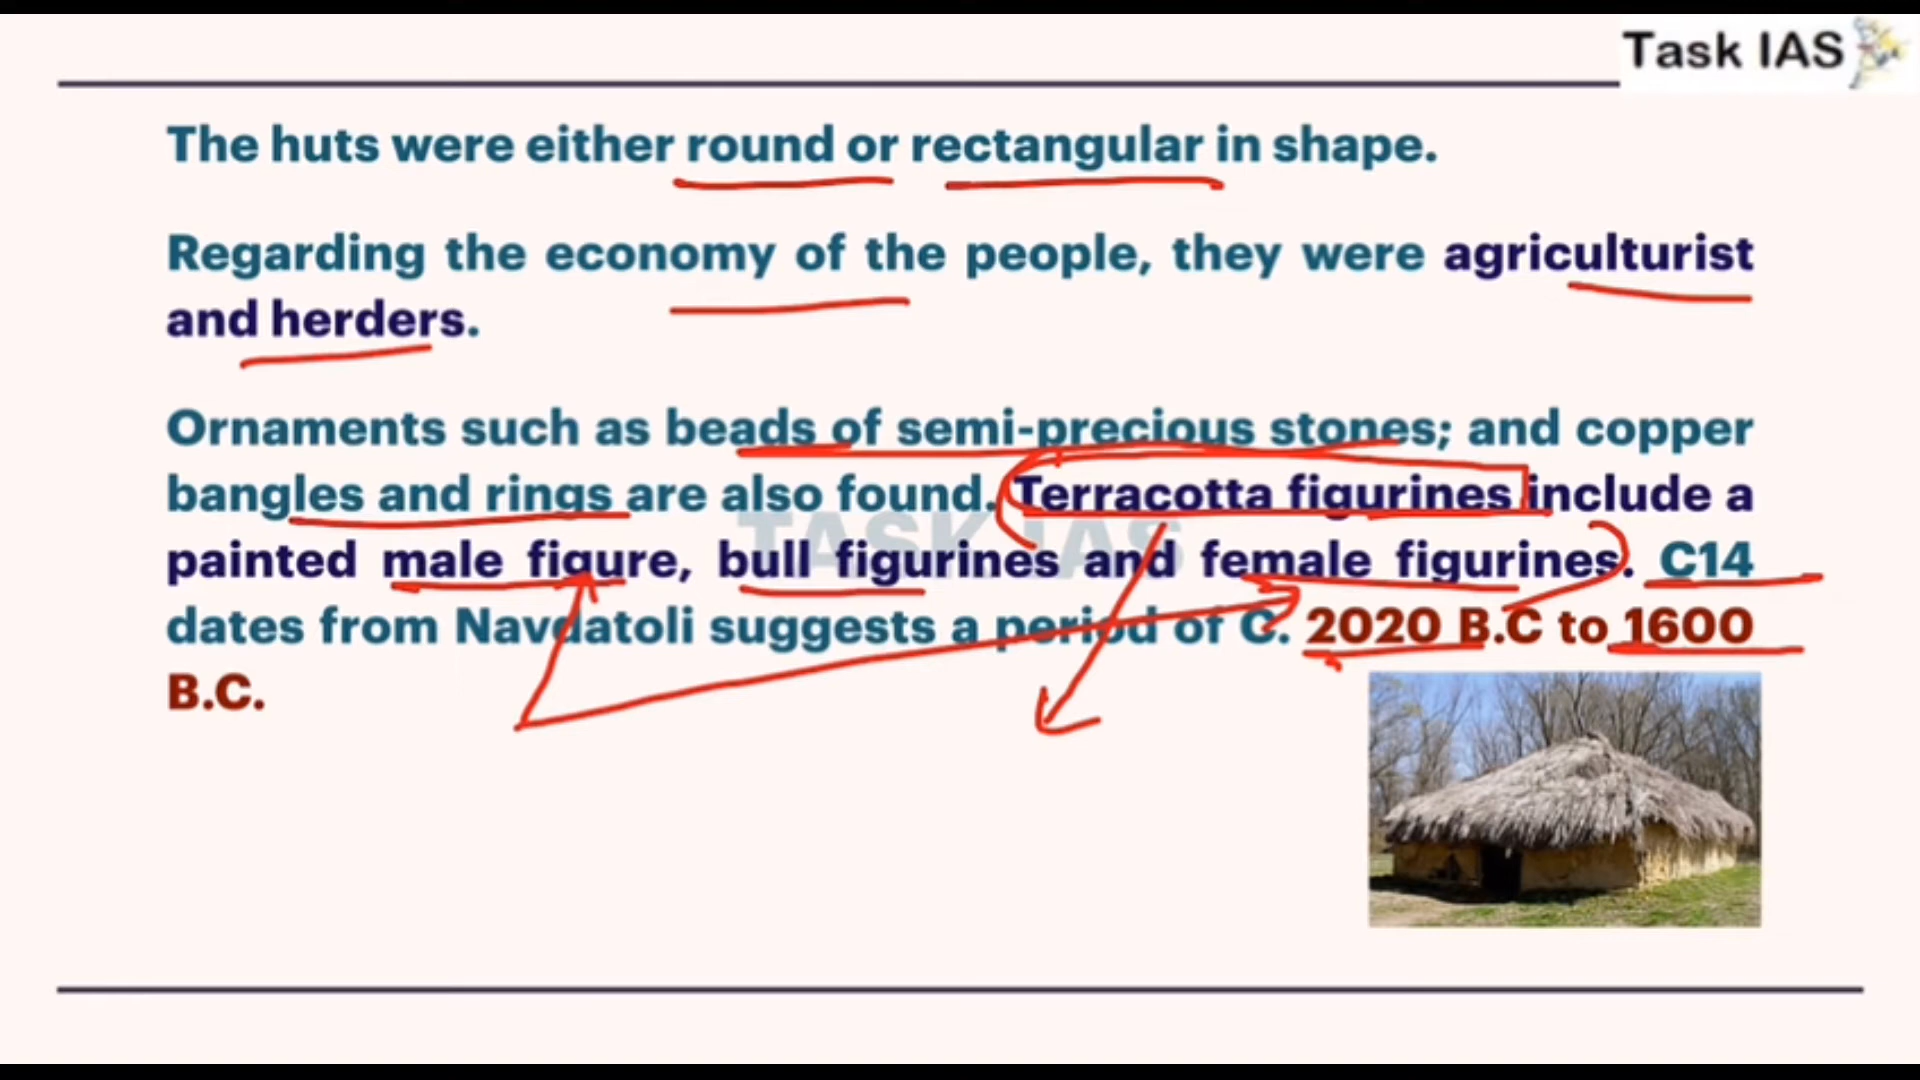 Task IAS
The huts were either round or rectangular in shape.
Regarding the economy of the people, they were agriculturist
and herders.
Ornaments such as beads of semi-precious stones; and copper
bangles and rings are also found. Terracotta figurines include a
TASK IAS
painted male figure, bull figurines and female figurines. C14
dates from Navdatoli suggests a period of C. 2020 B.C to 1600
B.C.